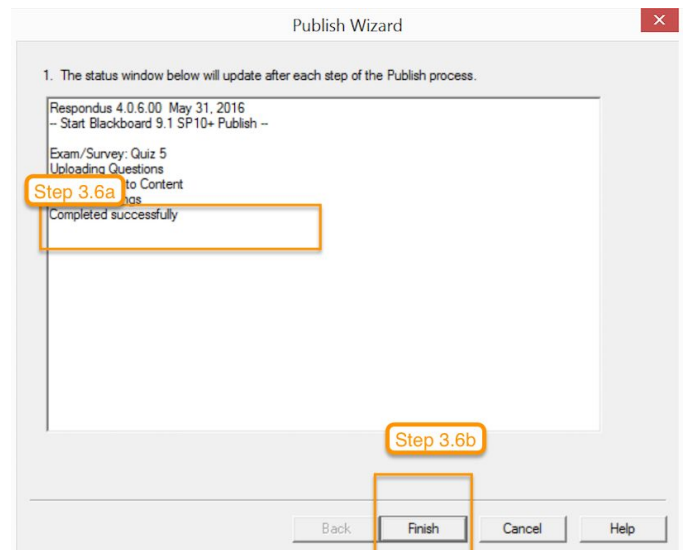 Publish Wizard
1. The status window below will update after each step of the Publish process.
Respondus 4.0.6.00 May 31, 2016
-- Start Blackboard 9.1 SP10+ Publish --
Exam/Survey: Quiz 5
Uploading Questions
to Content
Step 3.6a
Completed successfully
Step 3.6b
Back
Finish
Cancel
Help